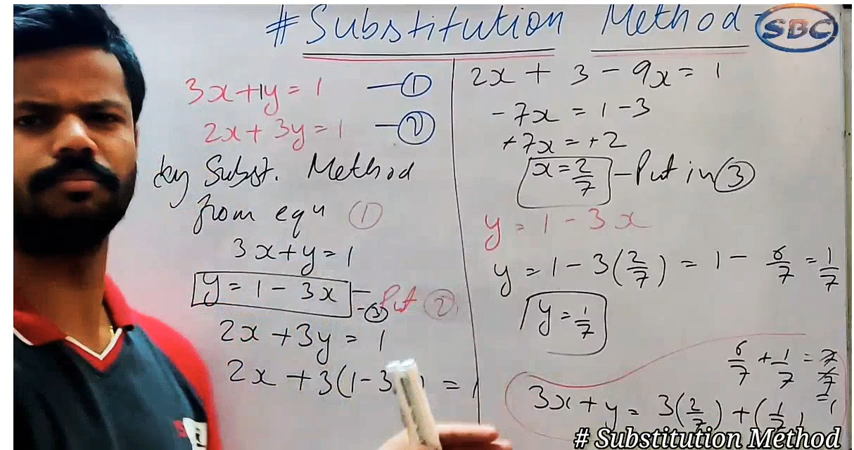 # Substitution Method
SBC
3x+1y = 1 — ①
2x + 3y = 1 — ②
by Subst. Method
from equ ①
3x + y = 1
y = 1 - 3x — ③ Put ②
2x + 3y = 1
2x + 3(1-3 ) = 1
2x + 3 - 9x = 1
-7x = 1-3
+7x = +2
x = 2/7 — Put in ③
y = 1 - 3x
y = 1 - 3(2/7) = 1 - 6/7 = 1/7
y = 1/7
6/7 + 1/7 = 7/7
= 1
3x + y = 3(2/7) + (1/7)
# Substitution Method